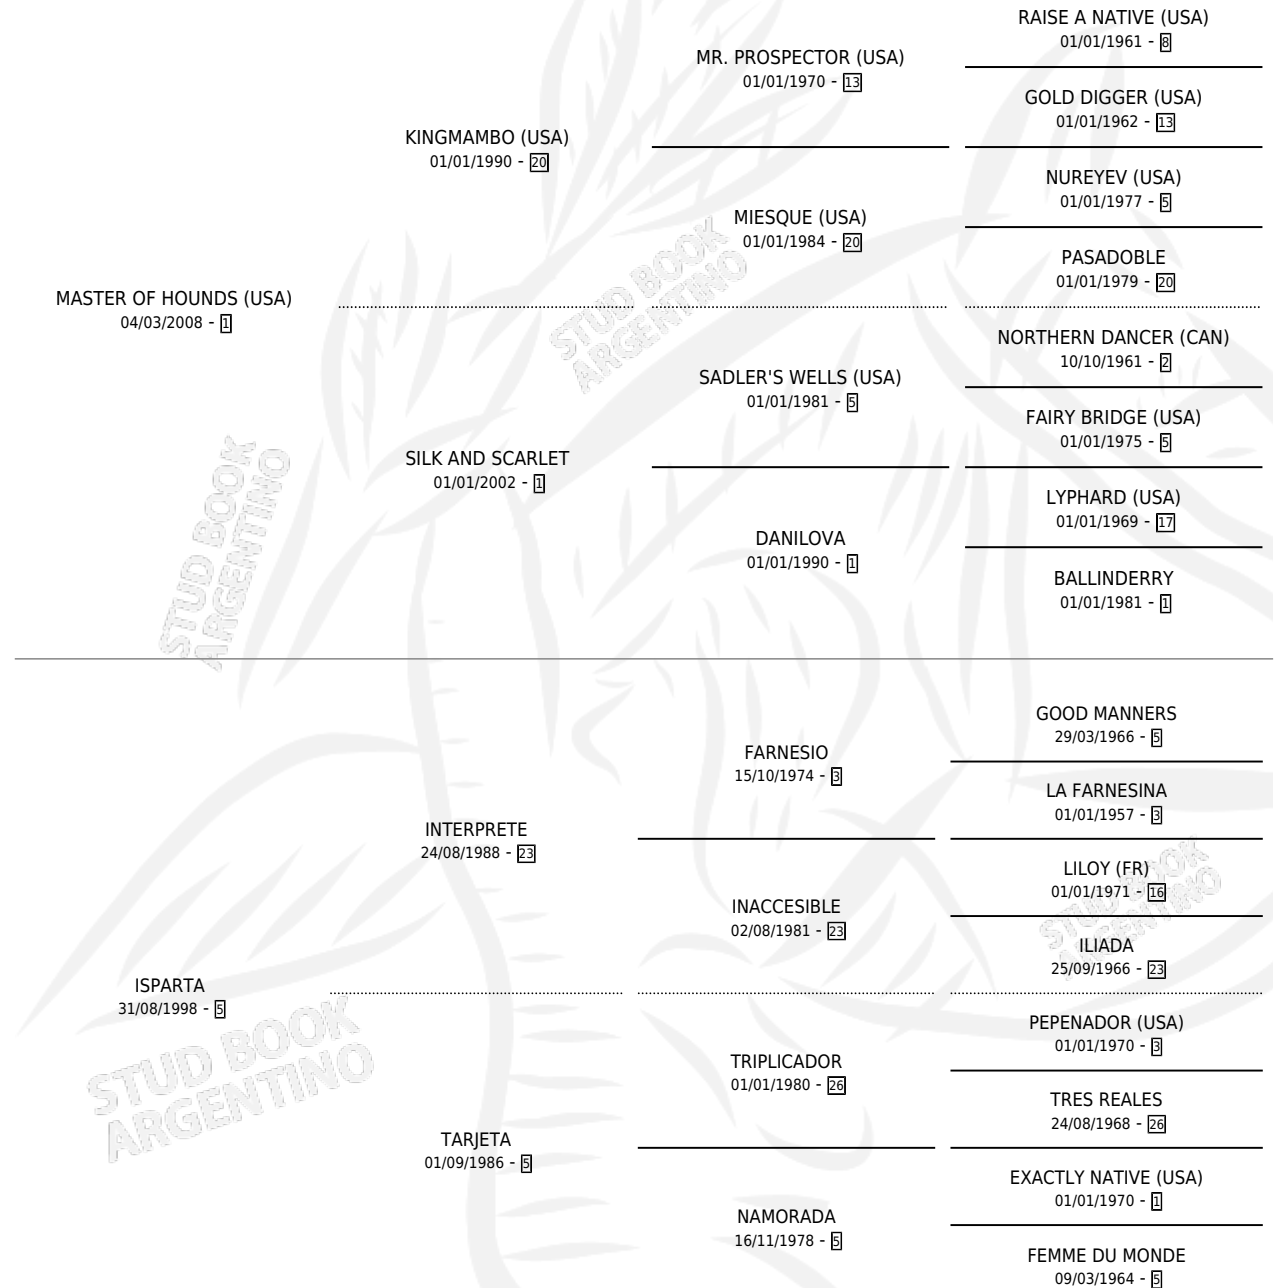 RAISE A NATIVE (USA)
01/01/1961 - 8
MR. PROSPECTOR (USA)
01/01/1970 - 13
GOLD DIGGER (USA)
01/01/1962 - 13
KINGMAMBO (USA)
01/01/1990 - 20
NUREYEV (USA)
01/01/1977 - 5
MIESQUE (USA)
01/01/1984 - 20
PASADOBLE
01/01/1979 - 20
MASTER OF HOUNDS (USA)
04/03/2008 - 1
STUD BOOK
ARGENTINO
NORTHERN DANCER (CAN)
10/10/1961 - 2
SADLER'S WELLS (USA)
01/01/1981 - 5
FAIRY BRIDGE (USA)
01/01/1975 - 5
SILK AND SCARLET
01/01/2002 - 1
LYPHARD (USA)
01/01/1969 - 17
DANILOVA
01/01/1990 - 1
BALLINDERRY
01/01/1981 - 1
STUD BOOK
ARGENTINO
GOOD MANNERS
29/03/1966 - 5
FARNESIO
15/10/1974 - 3
LA FARNESINA
01/01/1957 - 3
INTERPRETE
24/08/1988 - 23
LILOY (FR)
01/01/1971 - 16
INACCESIBLE
02/08/1981 - 23
STUD BOOK
ARGENTINO
ILIADA
25/09/1966 - 23
ISPARTA
31/08/1998 - 5
PEPENADOR (USA)
01/01/1970 - 3
TRIPLICADOR
01/01/1980 - 26
STUD BOOK
ARGENTINO
TRES REALES
24/08/1968 - 26
TARJETA
01/09/1986 - 5
EXACTLY NATIVE (USA)
01/01/1970 - 1
NAMORADA
16/11/1978 - 5
FEMME DU MONDE
09/03/1964 - 5